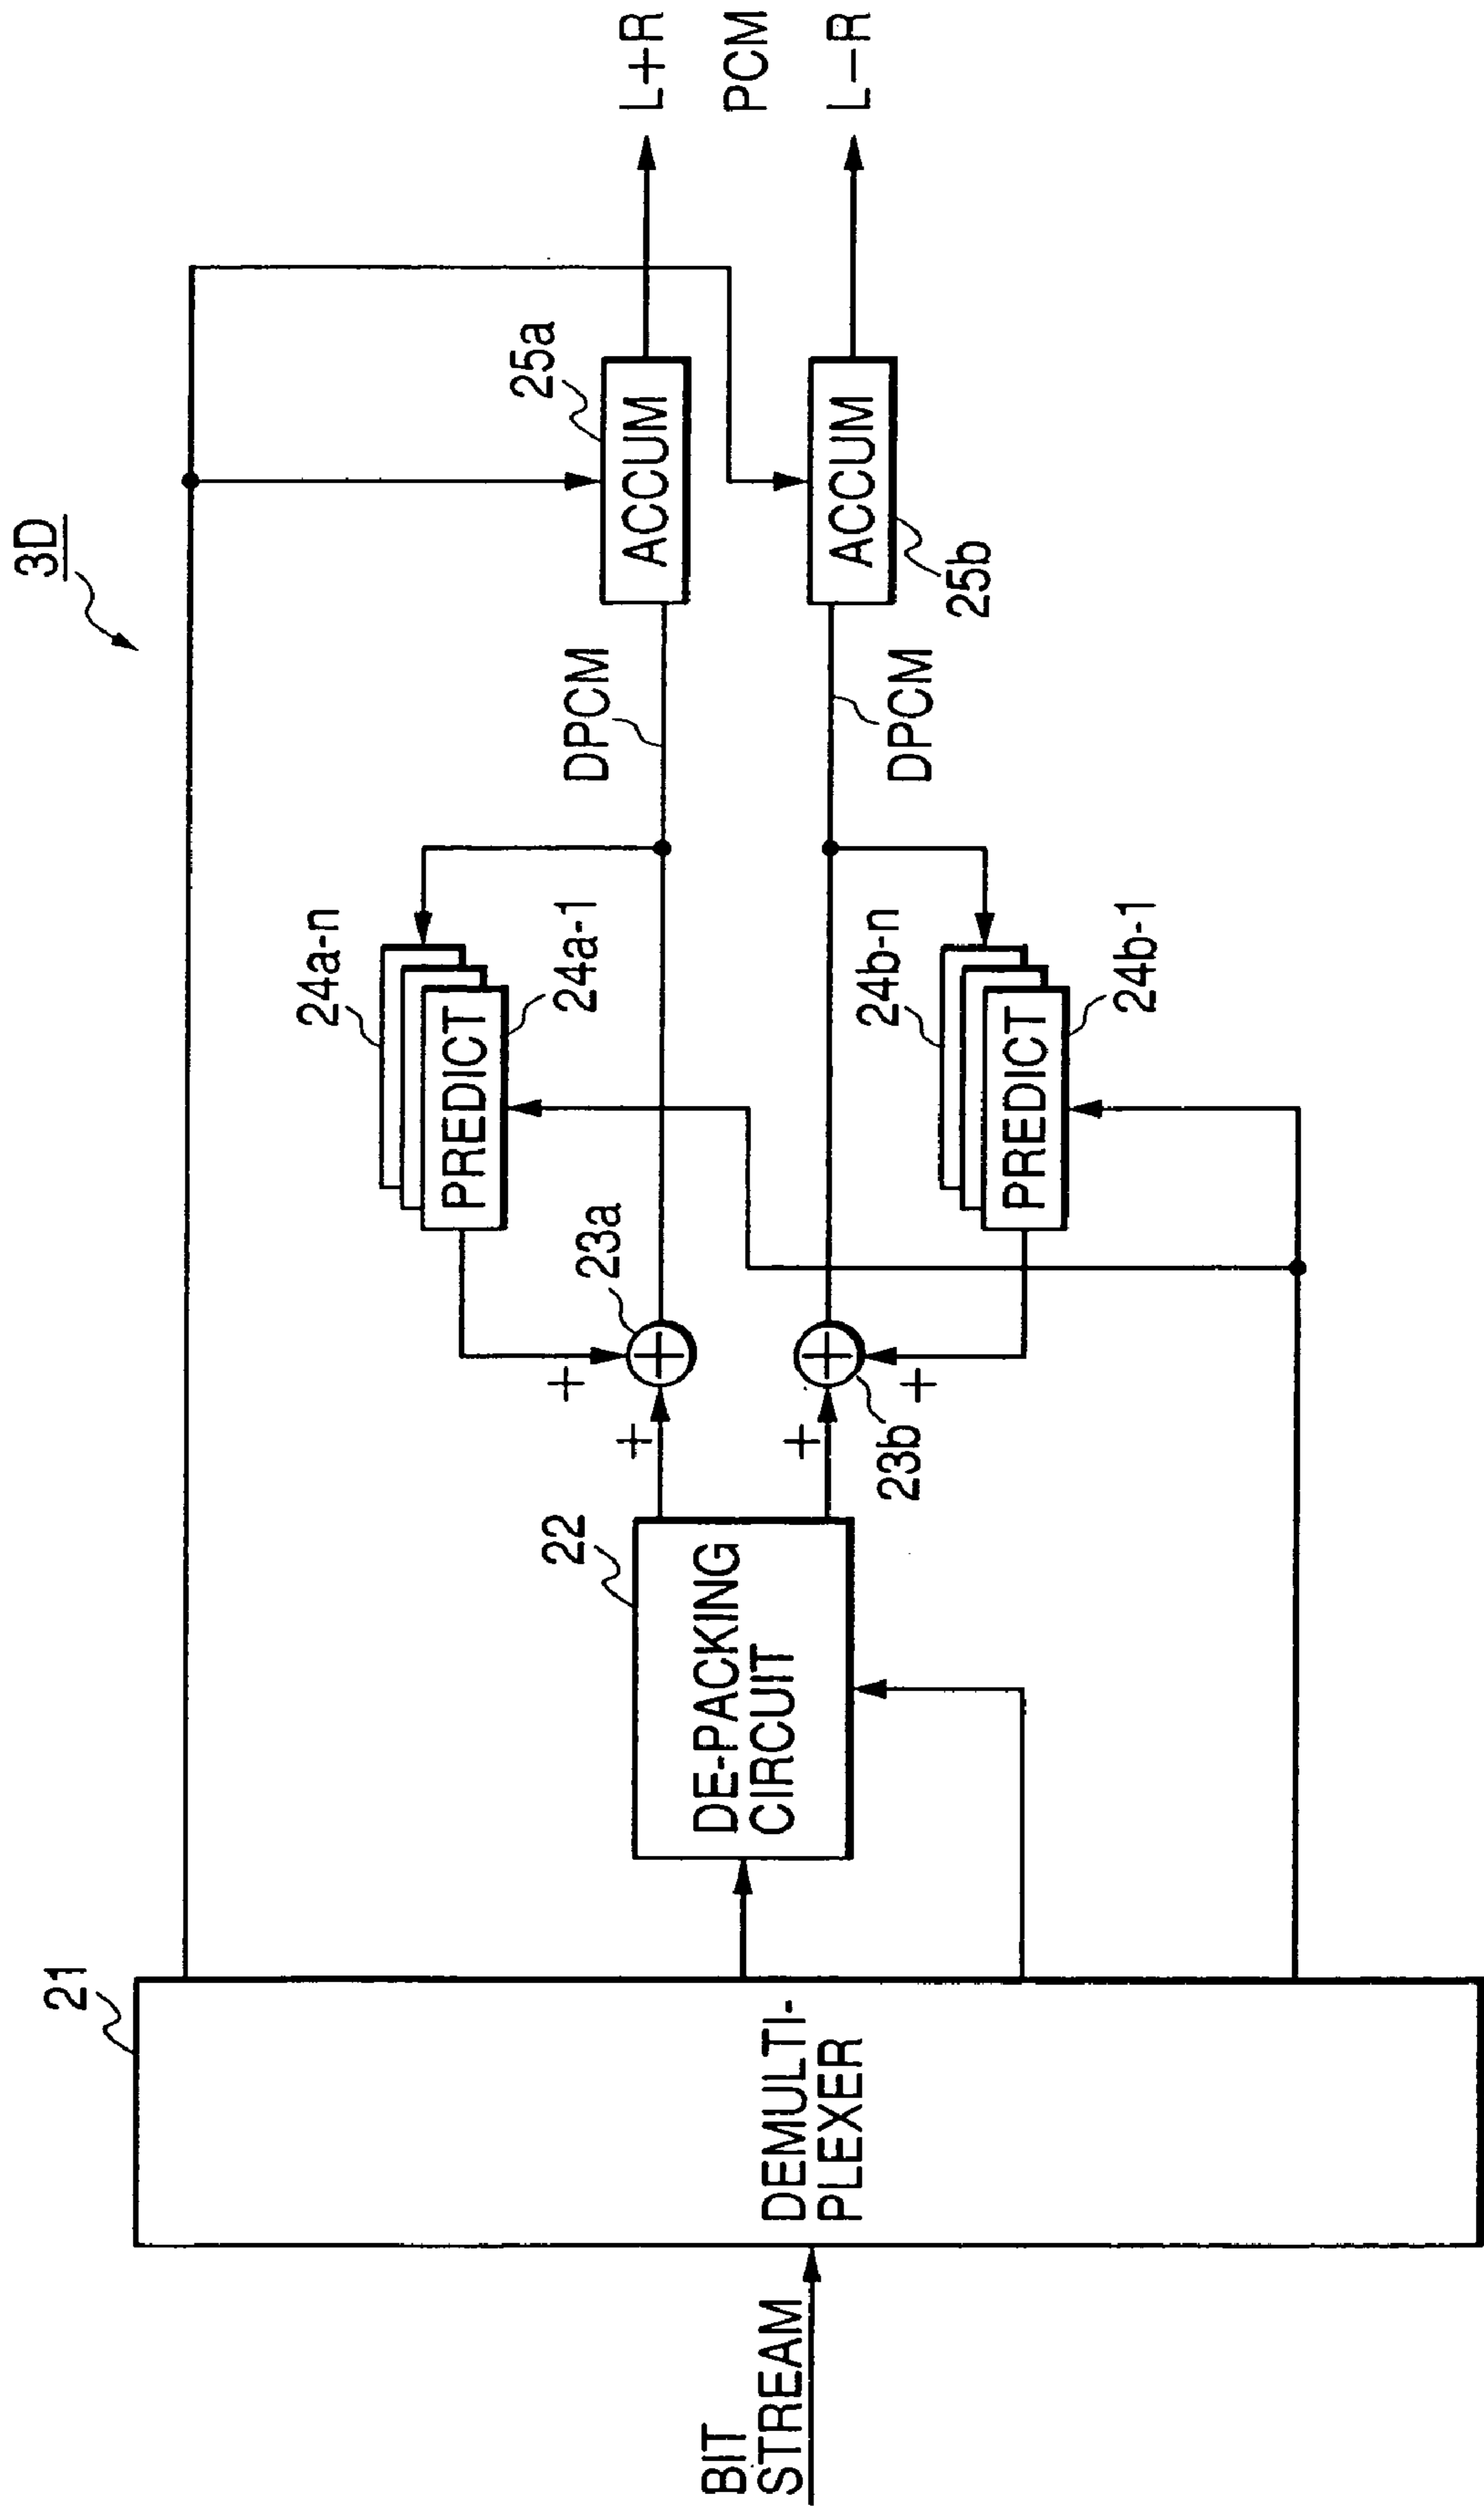 3D
21
BIT
STREAM
DEMULTI-
PLEXER
22
DE-PACKING
CIRCUIT
+
+
+
+
23a
23b
24a-n
24a-1
PREDICT
24b-n
24b-1
PREDICT
DPCM
DPCM
25a
ACCUM
ACCUM
25b
L+R
PCM
L-R